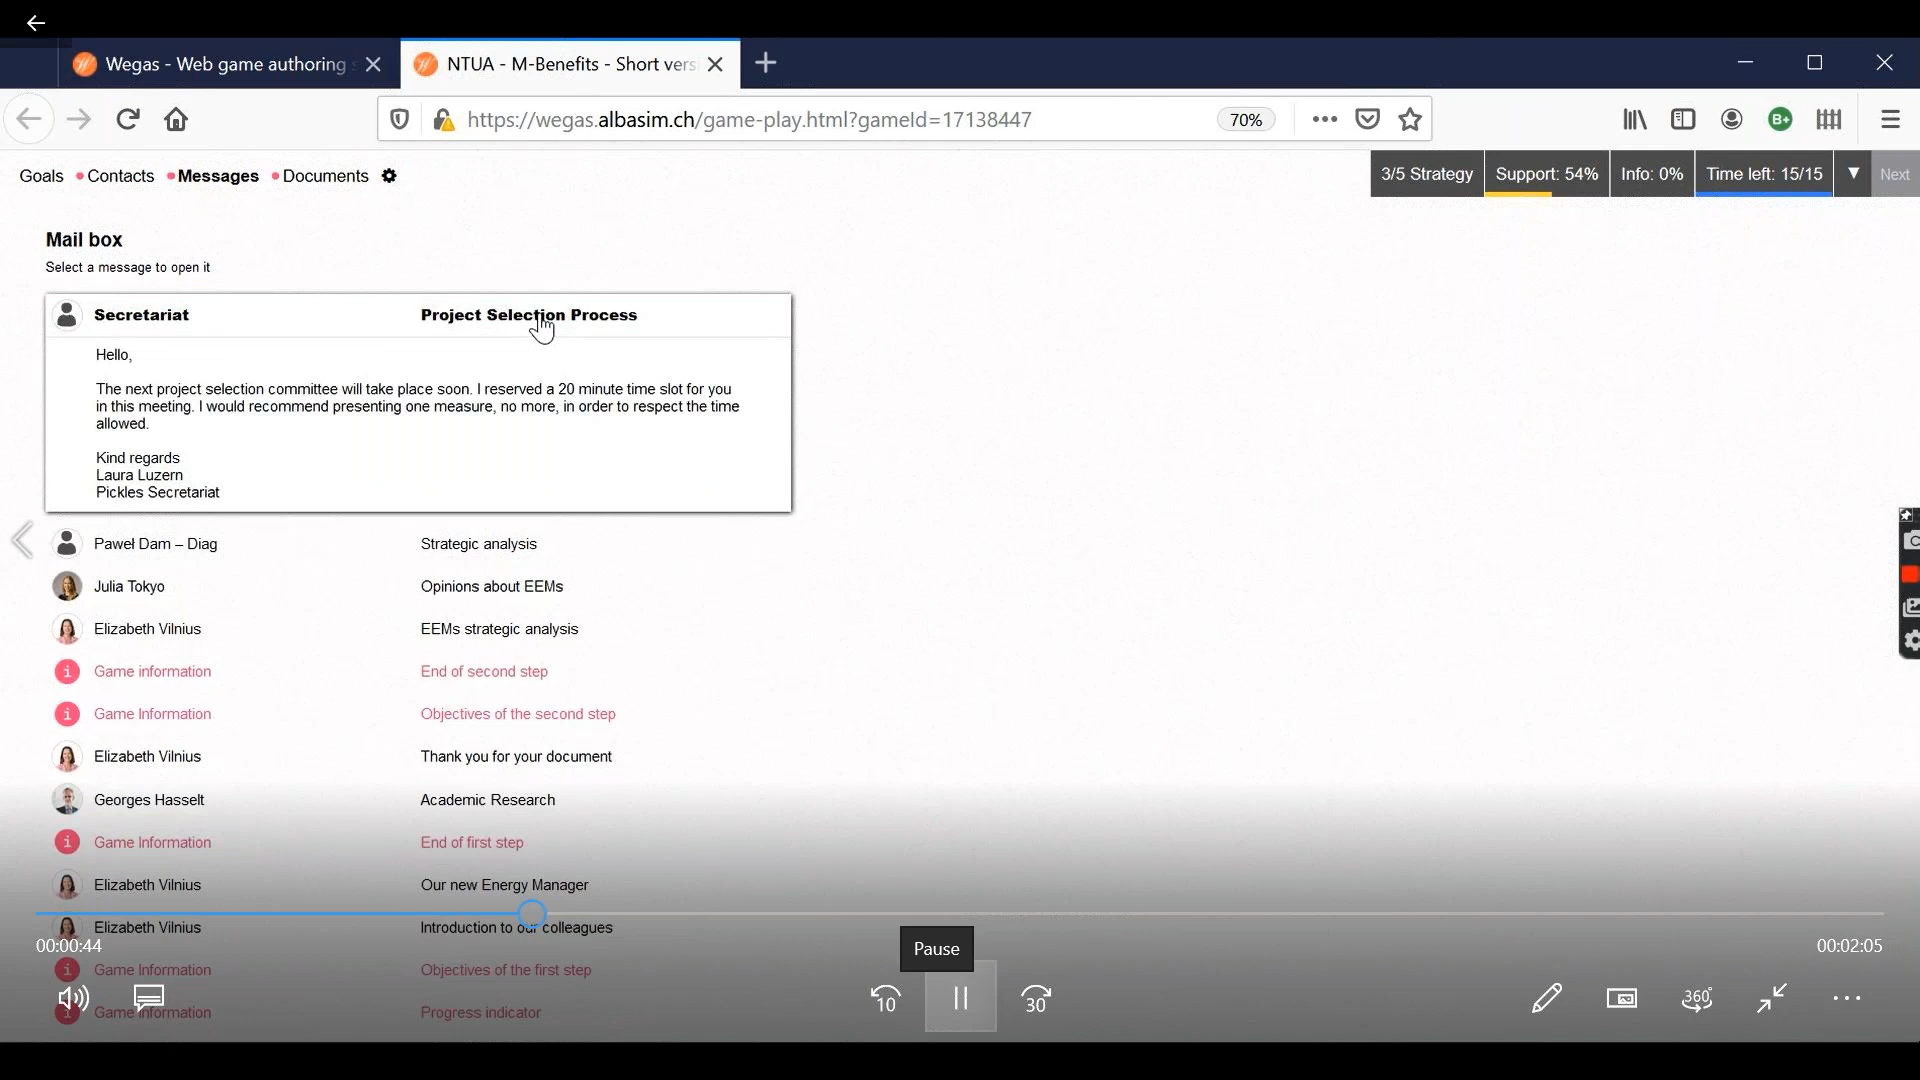 Wegas - Web game authoring s
NTUA - M-Benefits - Short vers
https://wegas.albasim.ch/game-play.html?gameId=17138447
70%
B+
Goals
Contacts
Messages
Documents
3/5 Strategy
Support: 54%
Info: 0%
Time left: 15/15
Next
Mail box
Select a message to open it
Secretariat Project Selection Process
Hello,
The next project selection committee will take place soon. I reserved a 20 minute time slot for you
in this meeting. I would recommend presenting one measure, no more, in order to respect the time
allowed.
Kind regards
Laura Luzern
Pickles Secretariat
Paweł Dam – Diag Strategic analysis
Julia Tokyo Opinions about EEMs
Elizabeth Vilnius EEMs strategic analysis
Game information End of second step
Game Information Objectives of the second step
Elizabeth Vilnius Thank you for your document
Georges Hasselt Academic Research
Game Information End of first step
Elizabeth Vilnius Our new Energy Manager
Elizabeth Vilnius Introduction to our colleagues
00:00:44
Pause
00:02:05
Game Information Objectives of the first step
10
30
360°
Game Information Progress indicator